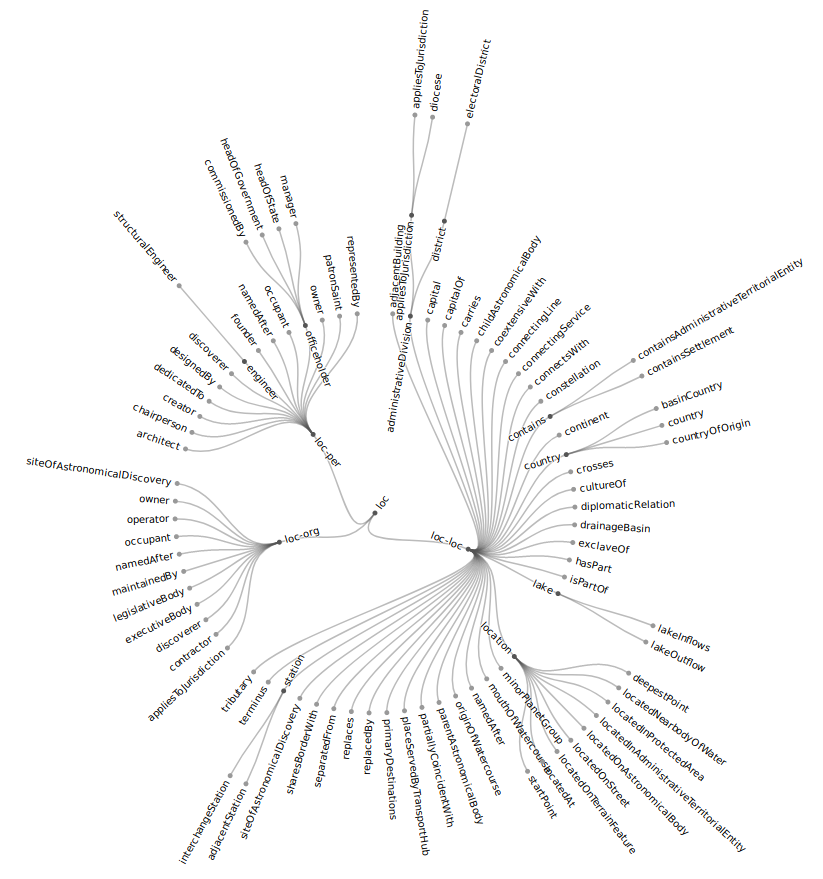 loc
loc-per
architect
chairperson
creator
dedicatedTo
designedBy
discoverer
engineer
structuralEngineer
founder
namedAfter
occupant
officeholder
commissionedBy
headOfGovernment
headOfState
manager
owner
patronSaint
representedBy
loc-org
siteOfAstronomicalDiscovery
owner
operator
occupant
namedAfter
maintainedBy
legislativeBody
executiveBody
discoverer
contractor
appliesToJurisdiction
loc-loc
adjacentBuilding
administrativeDivision
appliesToJurisdiction
appliesToJurisdiction
diocese
district
electoralDistrict
capital
capitalOf
carries
childAstronomicalBody
coextensiveWith
connectingLine
connectingService
connectsWith
constellation
contains
containsAdministrativeTerritorialEntity
containsSettlement
continent
country
basinCountry
country
countryOfOrigin
crosses
cultureOf
diplomaticRelation
drainageBasin
exclaveOf
hasPart
isPartOf
lake
lakeInflows
lakeOutflow
location
deepestPoint
locatedNearbodyOfWater
locatedInProtectedArea
locatedInAdministrativeTerritorialEntity
locatedOnAstronomicalBody
locatedOnStreet
locatedOnTerrainFeature
startPoint
minorPlanetGroup
mouthOfWatercourse
namedAfter
originOfWatercourse
parentAstronomicalBody
partiallyCoincidentWith
placeServedByTransportHub
primaryDestinations
replacedBy
replaces
separatedFrom
sharesBorderWith
siteOfAstronomicalDiscovery
station
adjacentStation
interchangeStation
terminus
tributary